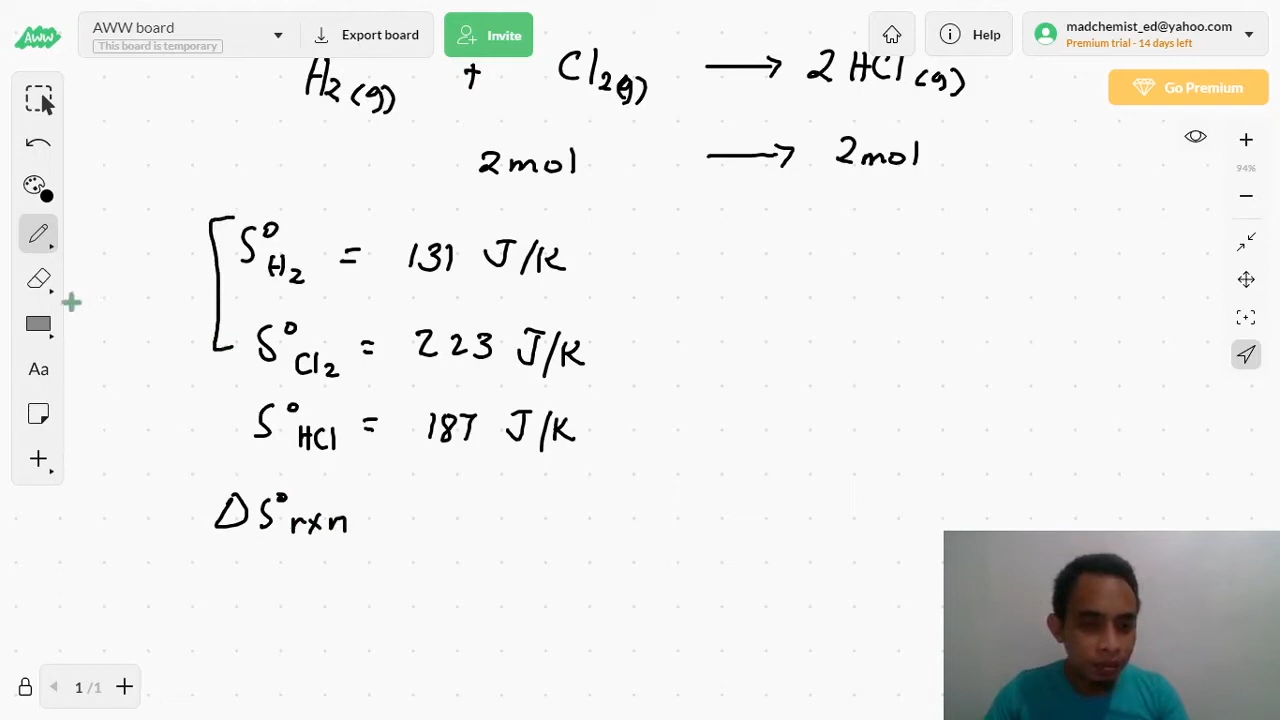 AWW
AWW board
This board is temporary
Export board
Invite
Help
madchemist_ed@yahoo.com
Premium trial - 14 days left
Go Premium
H2(g) + Cl2(g) → 2 HCl(g)
2 mol → 2 mol
94%
S°H2 = 131 J/K
S°Cl2 = 223 J/K
Aa
S°HCl = 187 J/K
ΔS°rxn
1 / 1